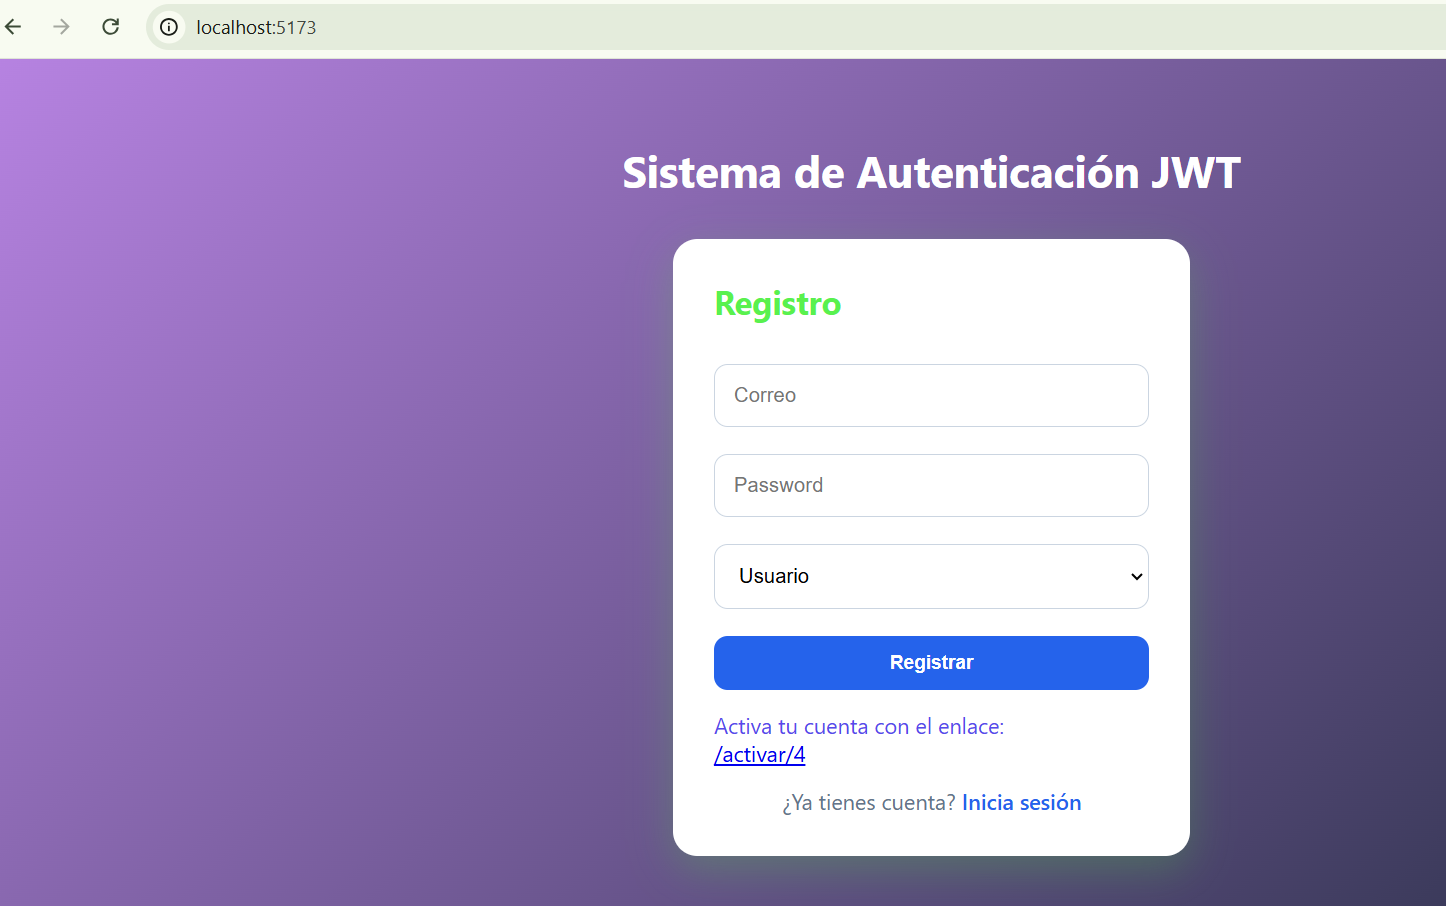 localhost:5173
Sistema de Autenticación JWT
Registro
Correo
Password
Usuario
Registrar
Activa tu cuenta con el enlace:
/activar/4
¿Ya tienes cuenta? Inicia sesión